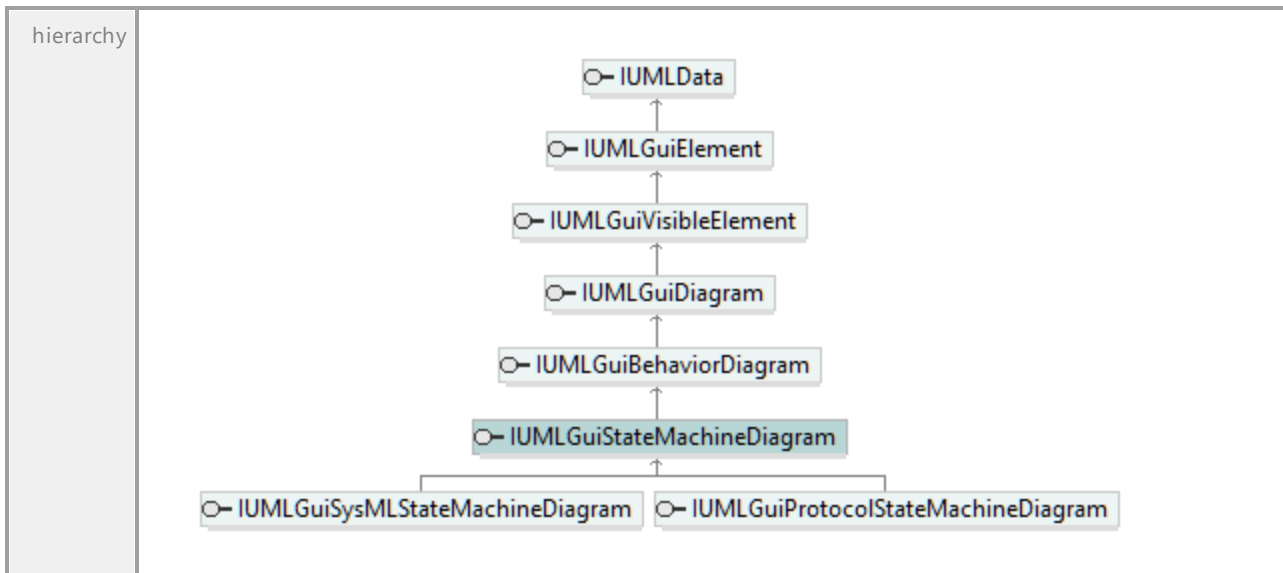 hierarchy
IUMLData
IUMLGuiElement
IUMLGuiVisibleElement
IUMLGuiDiagram
IUMLGuiBehaviorDiagram
IUMLGuiStateMachineDiagram
IUMLGuiSysMLStateMachineDiagram IUMLGuiProtocolStateMachineDiagram